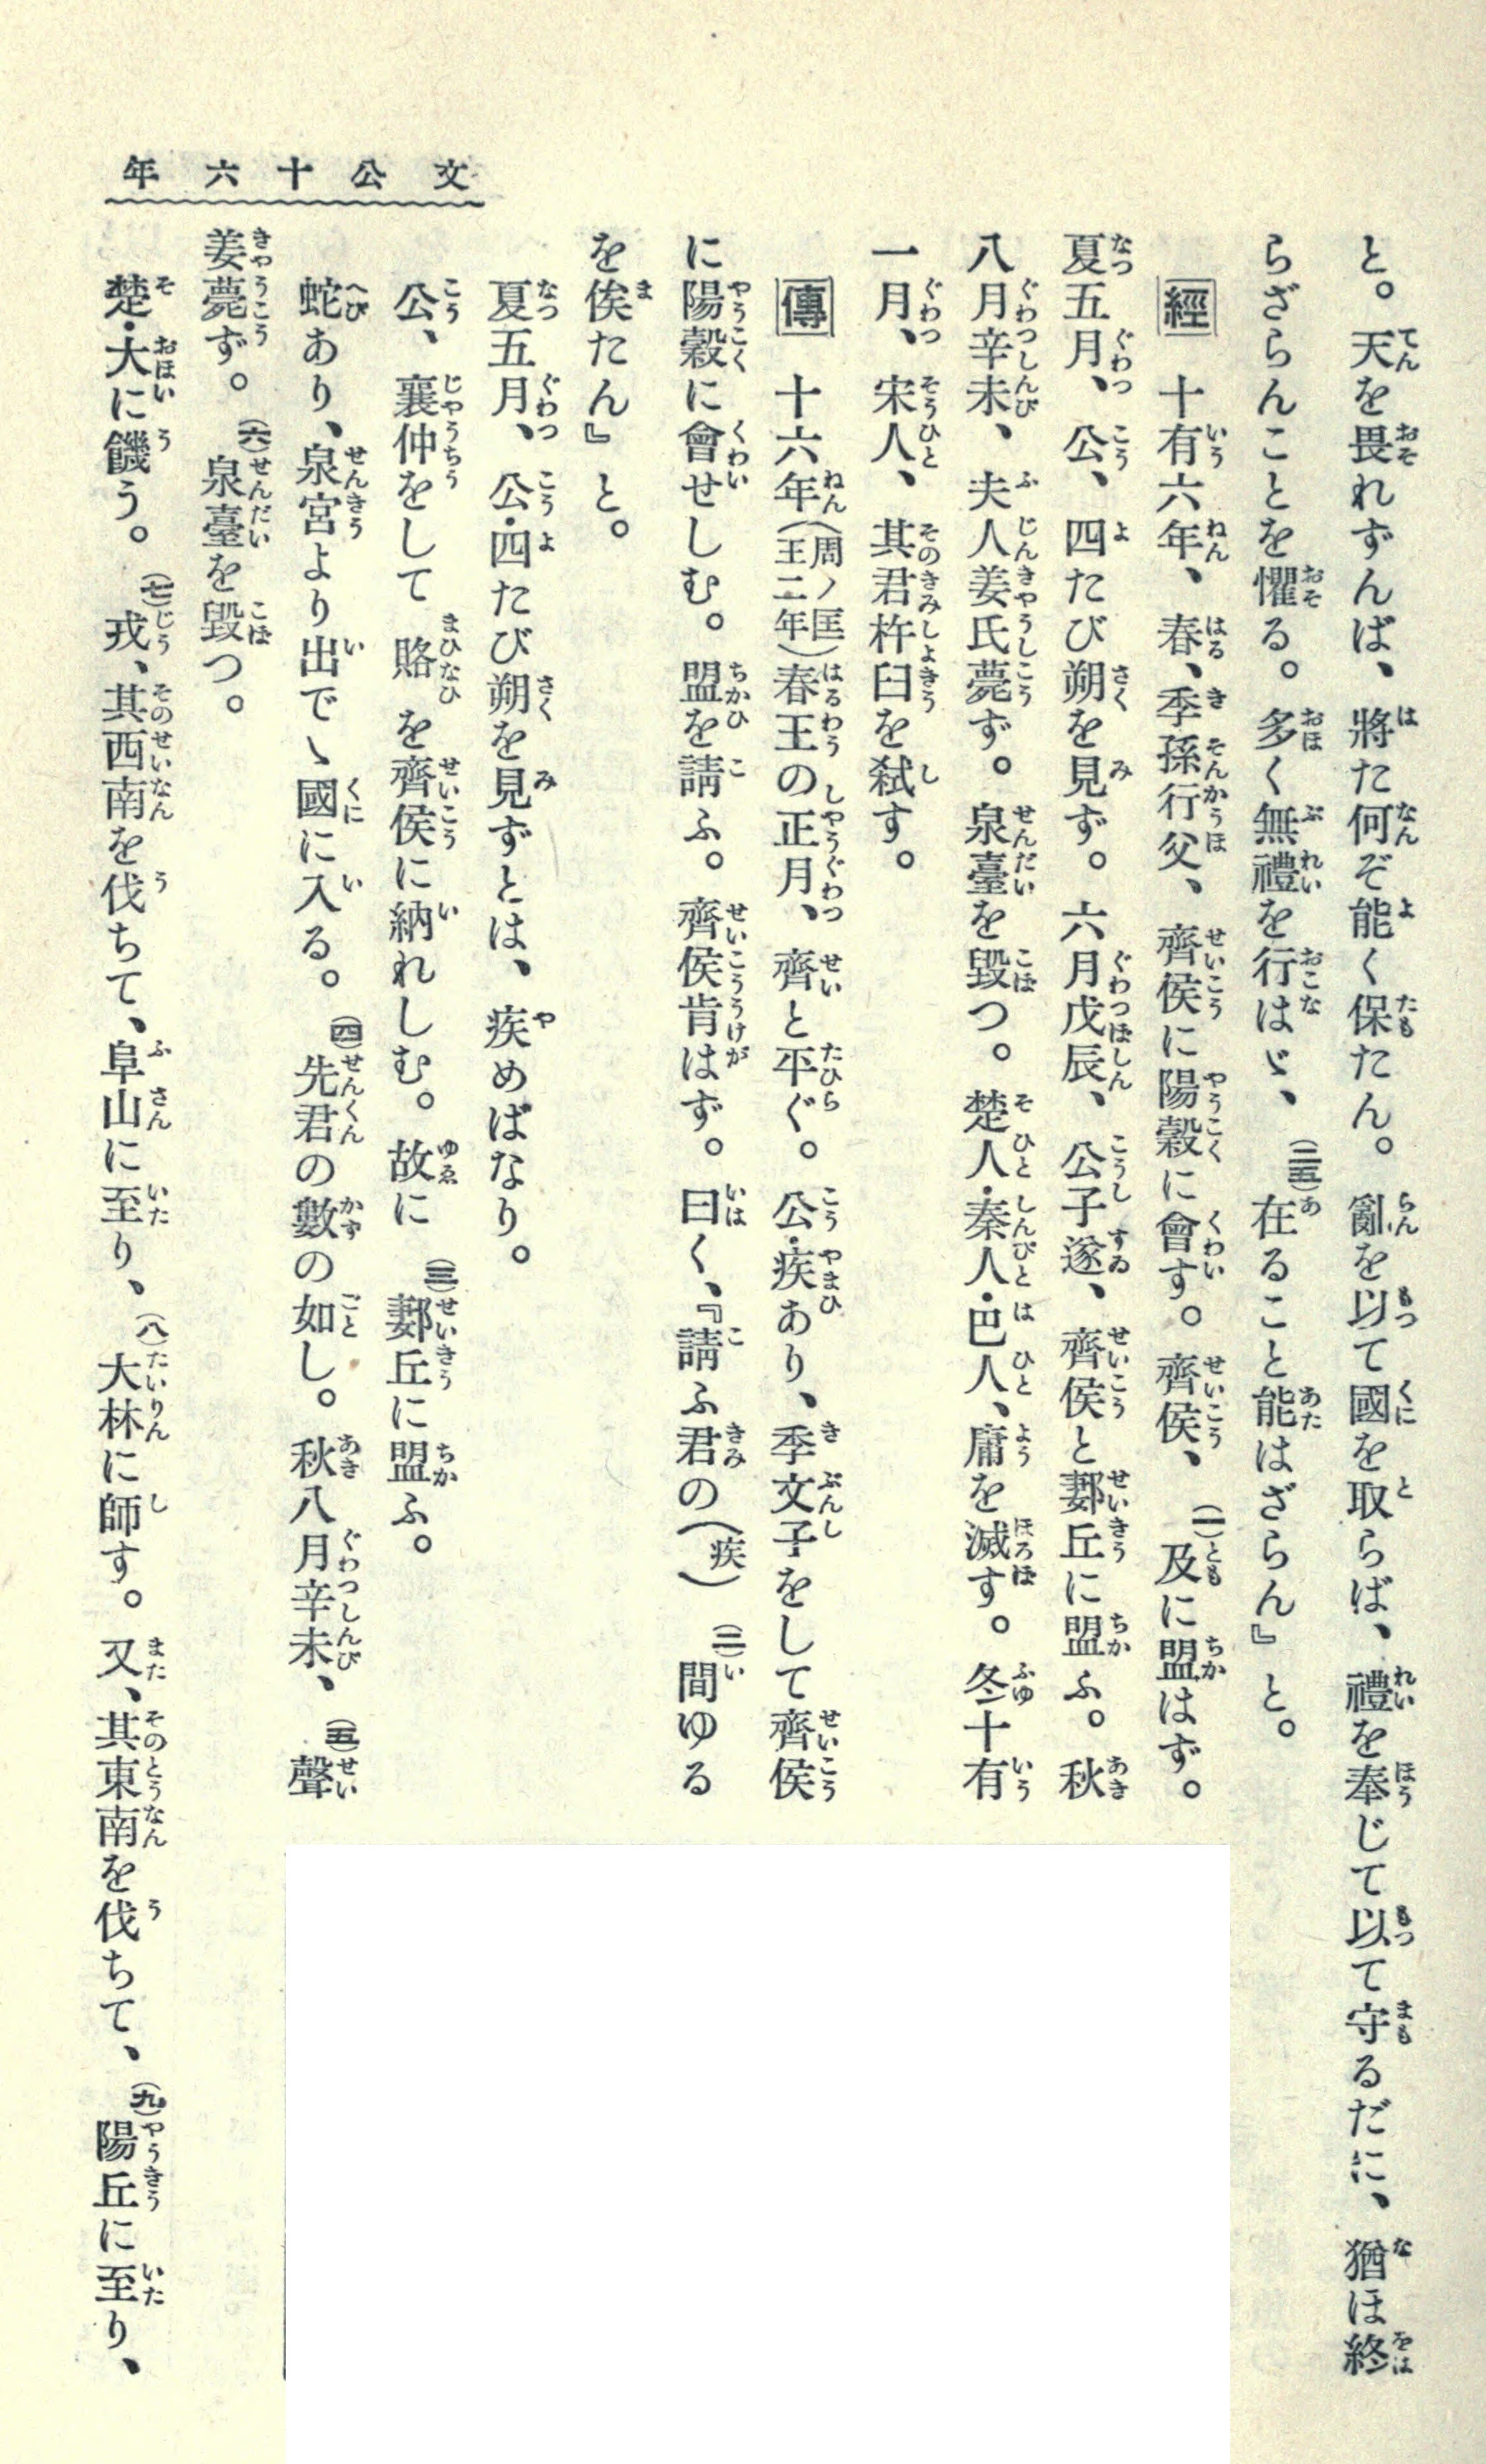 文公十六年
と。天を畏れずんば、將た何ぞ能く保たん。亂を以て國を取らば、禮を奉じて以て守るだに、猶ほ終
らざらんことを懼る。多く無禮を行はゞ、㈡㈤在ること能はざらん』と。
經 十有六年、春、季孫行父、齊侯に陽穀に會す。齊侯、㈠及に盟はず。
夏五月、公、四たび朔を見ず。六月戊辰、公子遂、齊侯と郪丘に盟ふ。秋
八月辛未、夫人姜氏薨ず。泉臺を毀つ。楚人・秦人・巴人、庸を滅す。冬十有
一月、宋人、其君杵臼を弑す。
傳 十六年(周ノ匡王二年)春王の正月、齊と平ぐ。公・疾あり、季文子をして齊侯
に陽穀に會せしむ。盟を請ふ。齊侯肯はず。曰く、『請ふ君の(疾)㈡間ゆる
を俟たん』と。
夏五月、公・四たび朔を見ずとは、疾めばなり。
公、襄仲をして賂を齊侯に納れしむ。故に㈢郪丘に盟ふ。
蛇あり、泉宮より出でゝ國に入る。㈣先君の數の如し。秋八月辛未、㈤聲
姜薨ず。㈥泉臺を毀つ。
楚・大に饑う。㈦戎、其西南を伐ちて、阜山に至り、㈧大林に師す。又、其東南を伐ちて、㈨陽丘に至り、